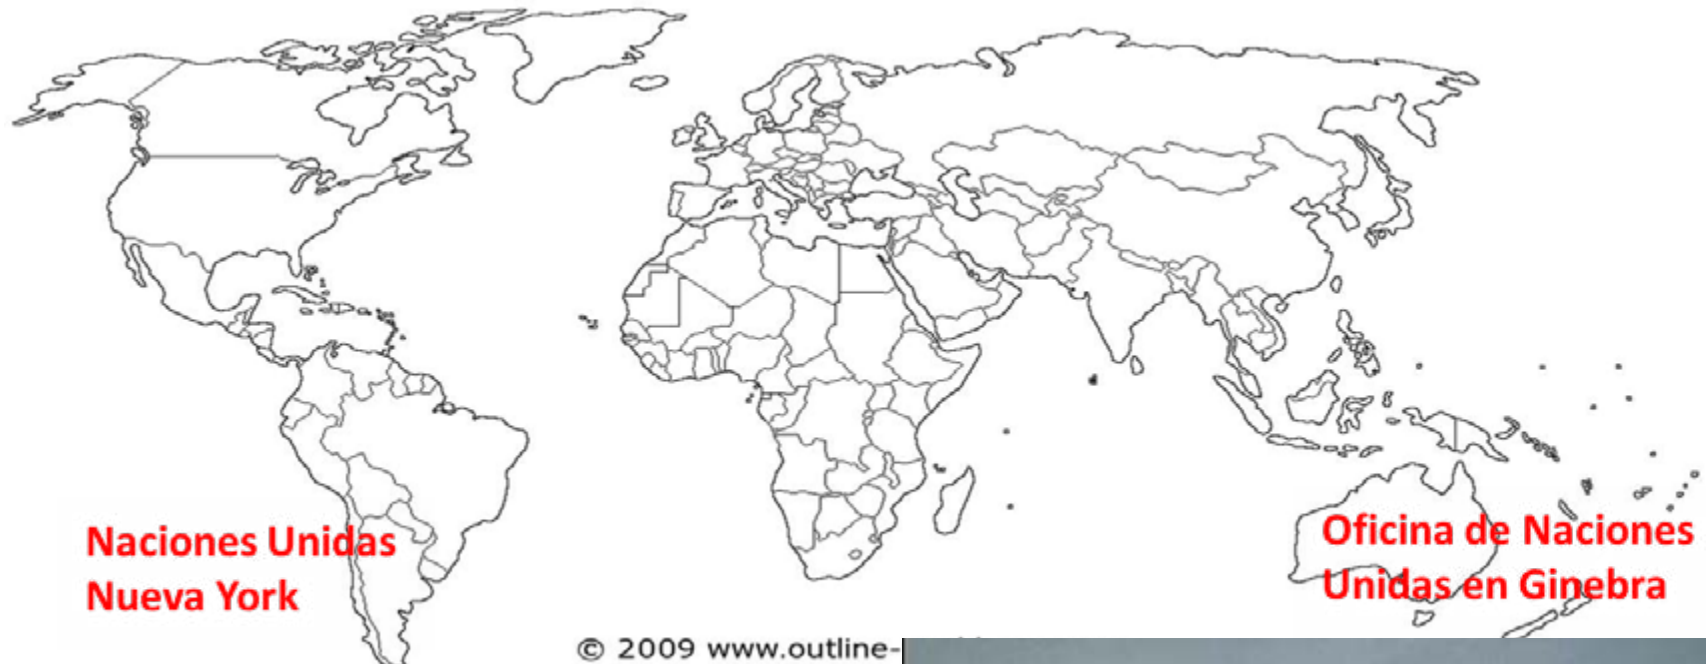 Naciones Unidas
Nueva York
Oficina de Naciones
Unidas en Ginebra
© 2009 www.outline-